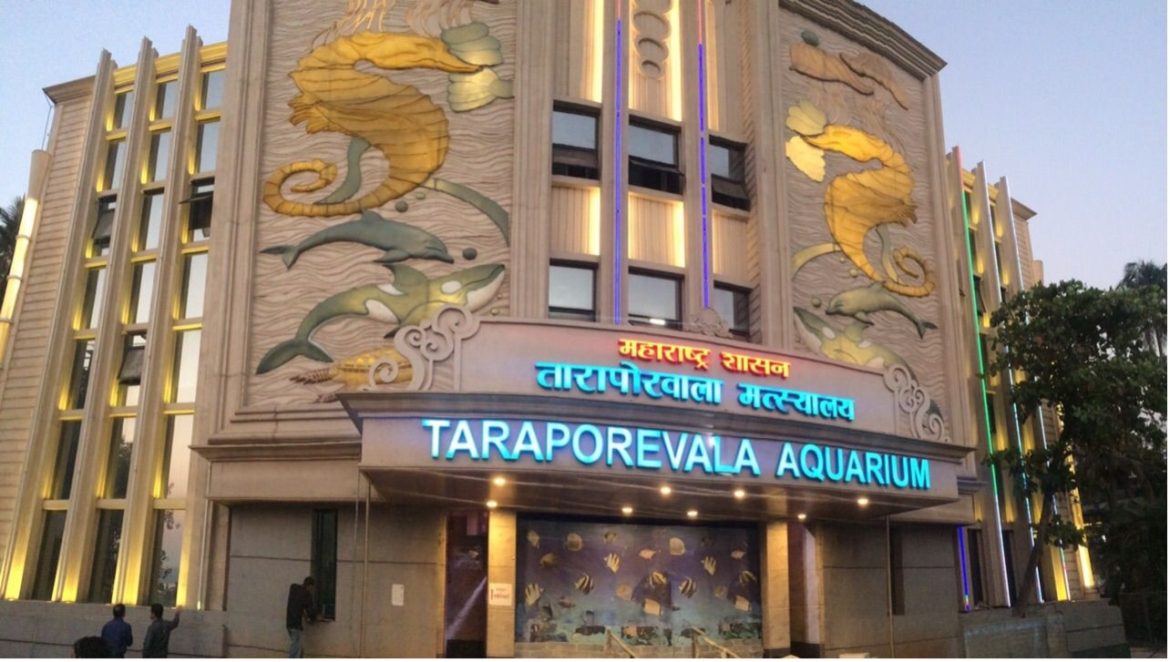 महाराष्ट्र शासन
तारापोरवाला मत्स्यालय
TARAPOREVALA AQUARIUM